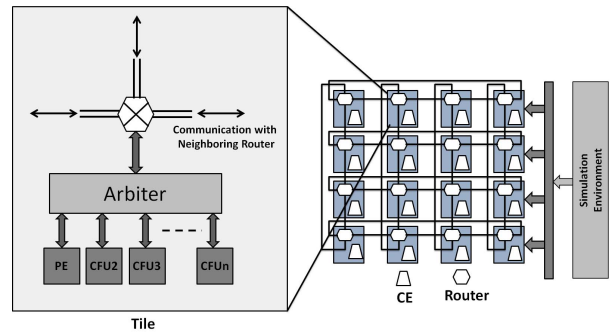 Communication with
Neighboring Router
Arbiter
PE
CFU2
CFU3
CFUn
Tile
CE
Router
Simulation
Environment